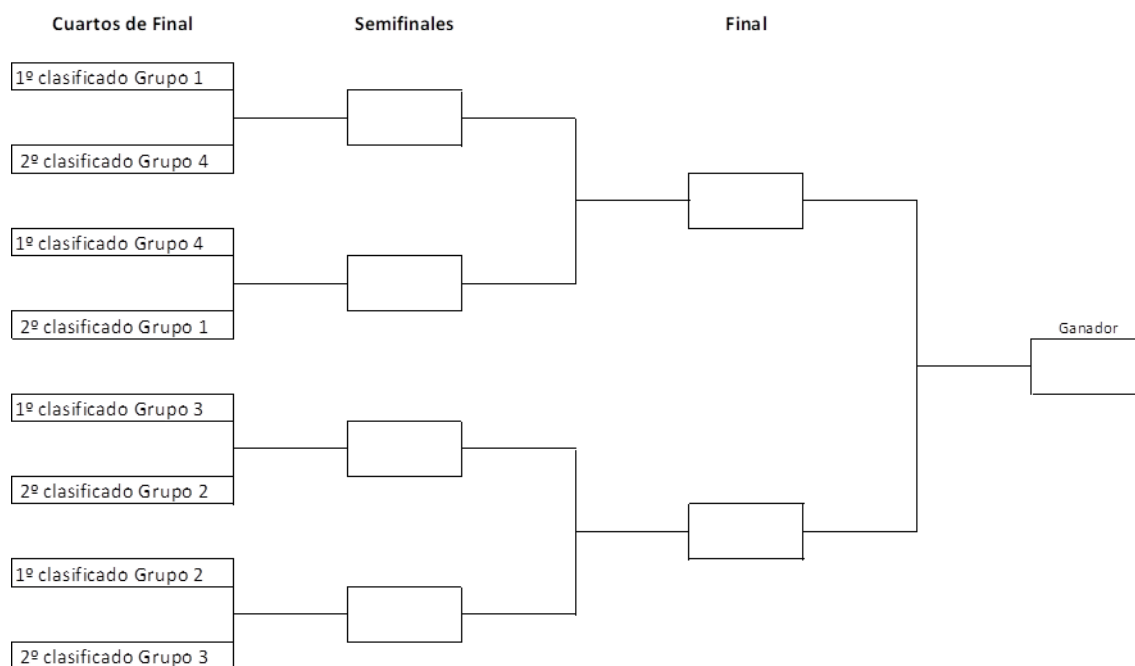 Cuartos de Final
Semifinales
Final
1º clasificado Grupo 1
2º clasificado Grupo 4
1º clasificado Grupo 4
2º clasificado Grupo 1
1º clasificado Grupo 3
2º clasificado Grupo 2
1º clasificado Grupo 2
2º clasificado Grupo 3
Ganador